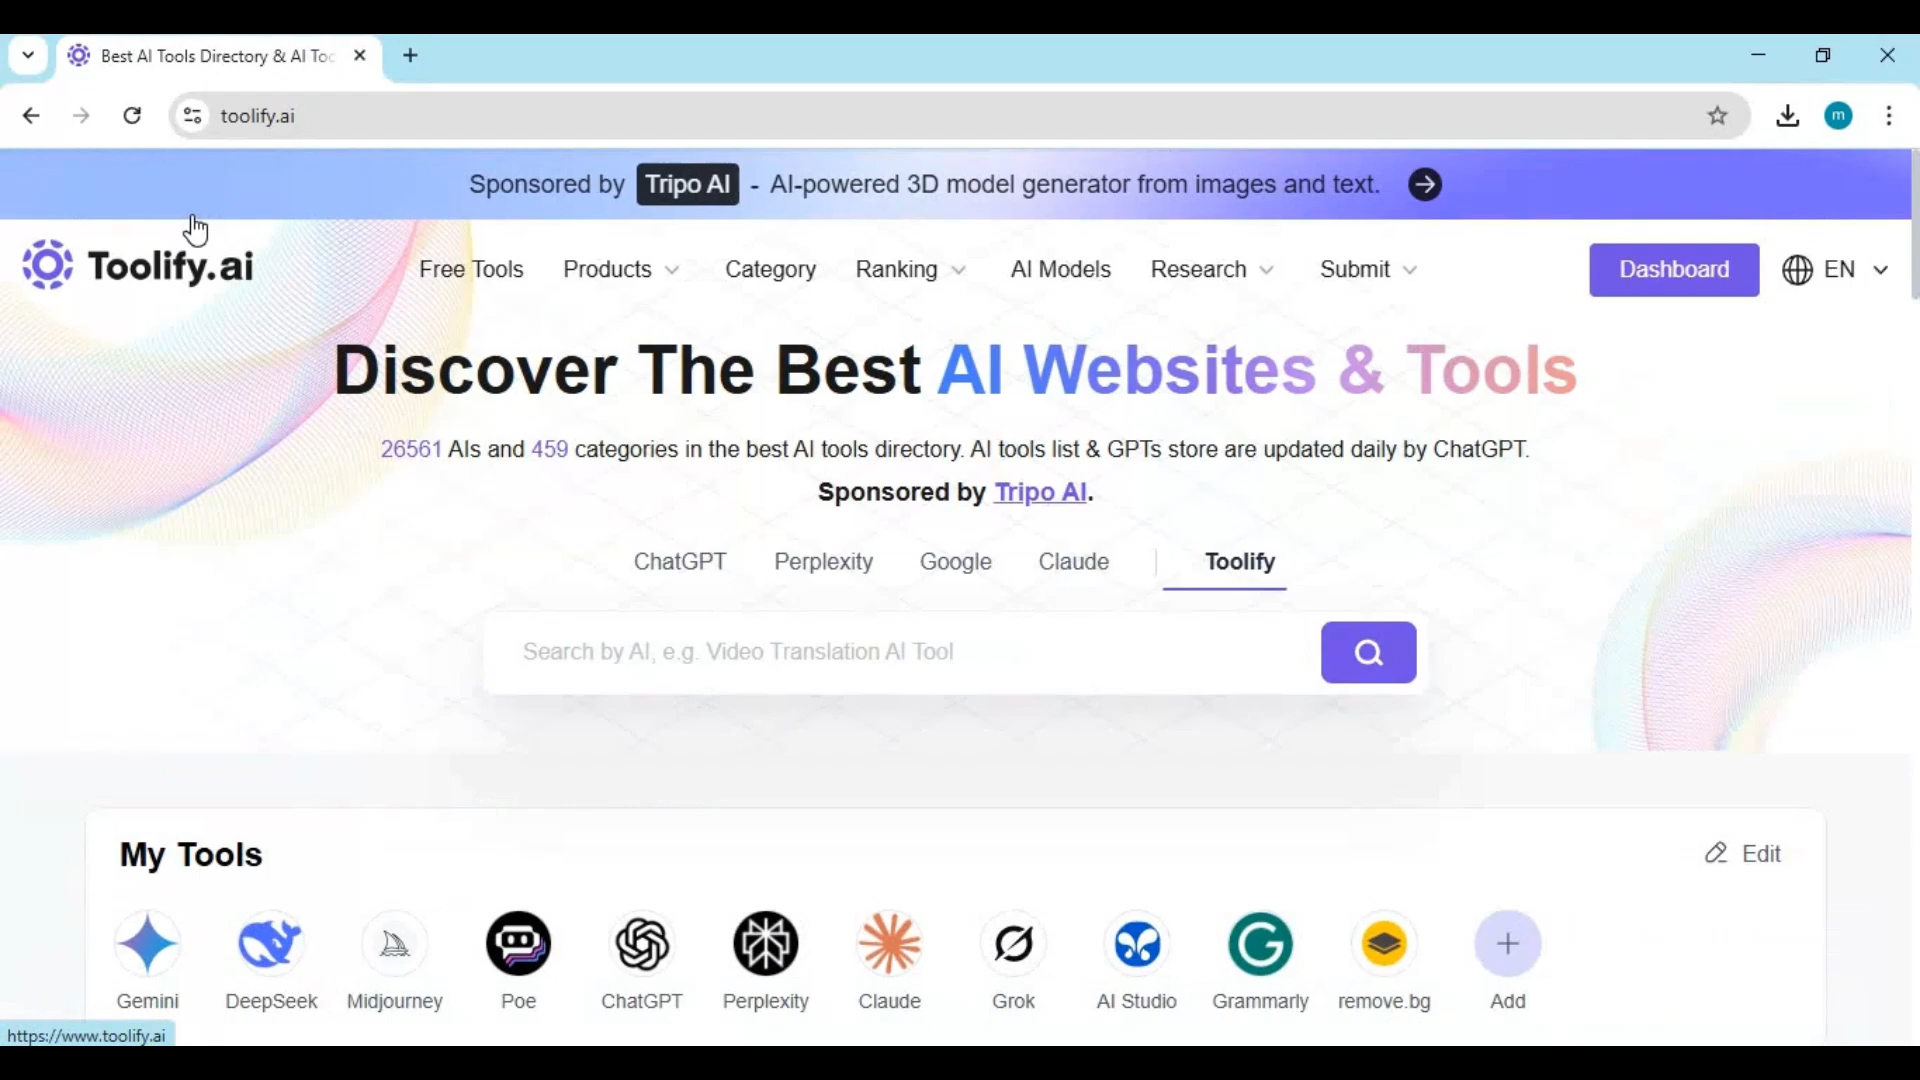 Best AI Tools Directory & AI Too
toolify.ai
m
Sponsored by Tripo AI - AI-powered 3D model generator from images and text.
Toolify.ai
Free Tools
Products
Category
Ranking
AI Models
Research
Submit
Dashboard
EN
Discover The Best AI Websites & Tools
26561 AIs and 459 categories in the best AI tools directory. AI tools list & GPTs store are updated daily by ChatGPT.
Sponsored by Tripo AI.
ChatGPT
Perplexity
Google
Claude
Toolify
Search by AI, e.g. Video Translation AI Tool
My Tools
Edit
Gemini
DeepSeek
Midjourney
Poe
ChatGPT
Perplexity
Claude
Grok
AI Studio
Grammarly
remove.bg
Add
https://www.toolify.ai